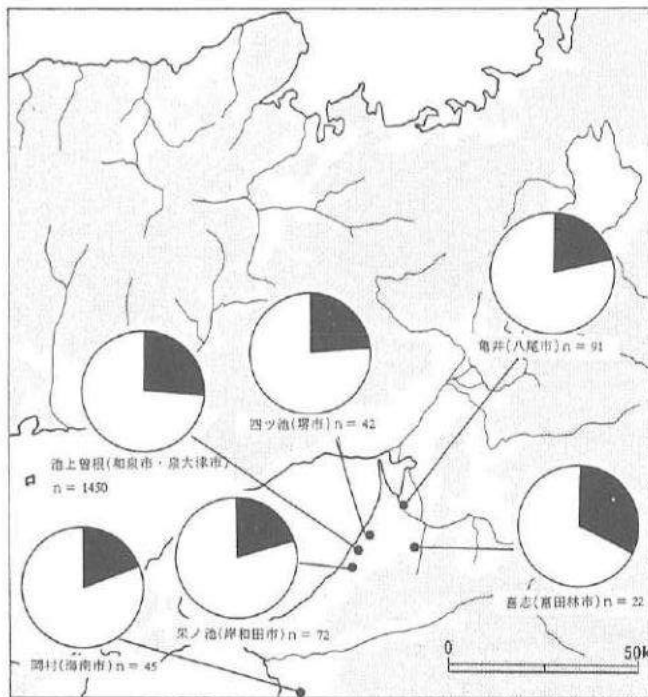 亀井(八尾市) n = 91
四ツ池(堺市) n = 42
池上曽根(和泉市・泉大津市)
n = 1450
喜志(富田林市) n = 22
栄ノ池(岸和田市) n = 72
岡村(海南市) n = 45
0 50k